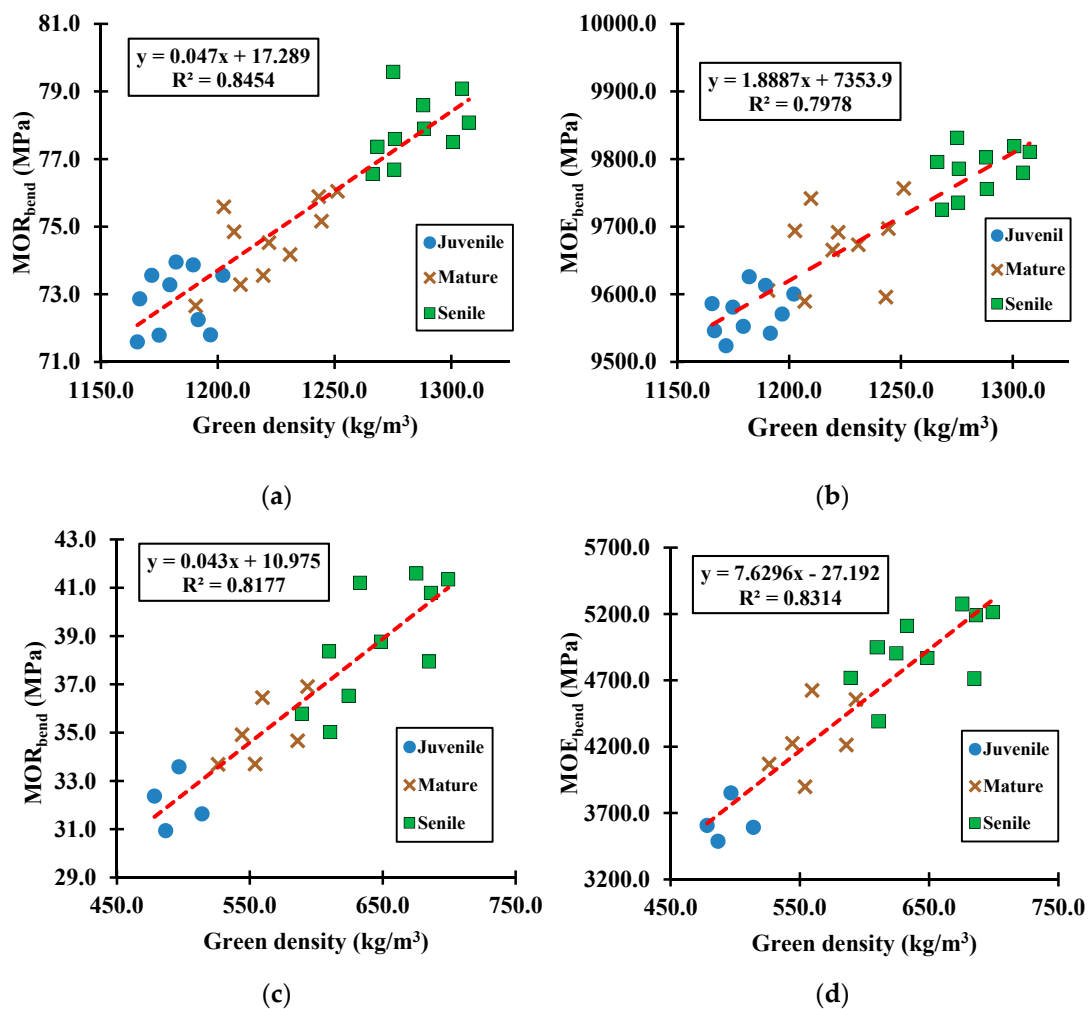 81.0
79.0
77.0
75.0
73.0
71.0
MORbend (MPa)
y = 0.047x + 17.289
R² = 0.8454
Juvenile
Mature
Senile
1150.0 1200.0 1250.0 1300.0
Green density (kg/m³)
(a)
10000.0
9900.0
9800.0
9700.0
9600.0
9500.0
MOEbend (MPa)
y = 1.8887x + 7353.9
R² = 0.7978
Juvenil
Mature
Senile
1150.0 1200.0 1250.0 1300.0
Green density (kg/m³)
(b)
43.0
41.0
39.0
37.0
35.0
33.0
31.0
29.0
MORbend (MPa)
y = 0.043x + 10.975
R² = 0.8177
Juvenile
Mature
Senile
450.0 550.0 650.0 750.0
Green density (kg/m³)
(c)
5700.0
5200.0
4700.0
4200.0
3700.0
3200.0
MOEbend (MPa)
y = 7.6296x - 27.192
R² = 0.8314
Juvenile
Mature
Senile
450.0 550.0 650.0 750.0
Green density (kg/m³)
(d)